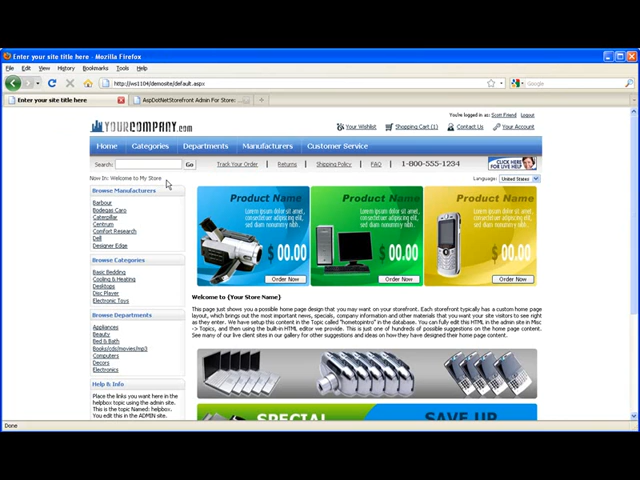 Enter your site title here - Mozilla Firefox
File Edit View History Bookmarks Tools Help
http://ws1104/demosite/default.aspx
Google
Enter your site title here
AspDotNetStorefront Admin For Store:
You're logged in as: Scott Friend Logout
YOURCOMPANY.com
Your Wishlist Shopping Cart (1) Contact Us Your Account
Home Categories Departments Manufacturers Customer Service
Search: Go
Track Your Order Returns Shipping Policy FAQ 1-800-555-1234
CLICK HERE FOR LIVE HELP
Now In: Welcome to My Store
Language: United States
Browse Manufacturers
Barbour
Bodegas Caro
Caterpillar
Centrum
Comfort Research
Dell
Designer Edge
Browse Categories
Basic Bedding
Cooling & Heating
Desktops
Disc Player
Electronic Toys
Browse Departments
Appliances
Beauty
Bed & Bath
Books/cds/movies/mp3
Computers
Decors
Electronics
Help & Info
Place the links you want here in the
helpbox topic using the admin site.
This is the topic Named: helpbox.
You edit this in the ADMIN site.
Product Name
Lorem ipsum dolor sit amet,
consectetuer adipiscing elit,
sed diam nonummy nibh.
$ 00.00
Order Now
Product Name
Lorem ipsum dolor sit amet,
consectetuer adipiscing elit,
sed diam nonummy nibh.
$ 00.00
Order Now
Product Name
Lorem ipsum dolor sit amet,
consectetuer adipiscing elit,
sed diam nonummy nibh.
$ 00.00
Order Now
Welcome to {Your Store Name}
This page just shows you a possible home page design that you may want on your storefront. Each storefront typically has a custom home page
layout, which brings out the most important news, specials, company information and other materials that you want your site visitors to see right
as they enter. We have setup this content in the Topic called "hometopintro" in the database. You can fully edit this HTML in the admin site in Misc
-> Topics, and then using the built-in HTML editor we provide. This is just one of hundreds of possible suggestions on the home page content.
See many of our live client sites in our gallery for other suggestions and ideas on how they have designed their home page content.
SPECIAL
SAVE UP
Done